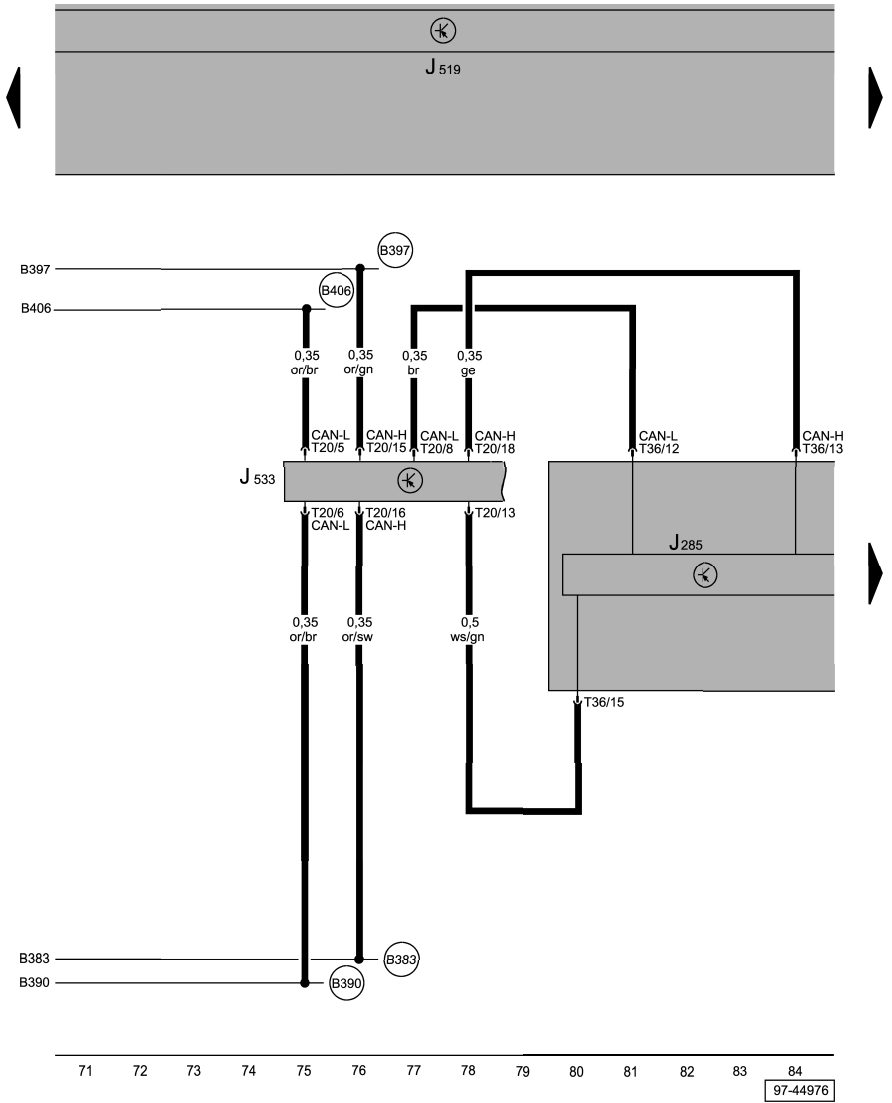 J 519
B397
B397
B406
B406
0,35 0,35 0,35 0,35
or/br or/gn br ge
CAN-L CAN-H CAN-L CAN-H CAN-L CAN-H
T20/5 T20/15 T20/8 T20/18 T36/12 T36/13
J 533
T20/6 T20/16 T20/13
CAN-L CAN-H
J 285
0,35 0,35 0,5
or/br or/sw ws/gn
T36/15
B383 B383
B390 B390
71 72 73 74 75 76 77 78 79 80 81 82 83 84
97-44976